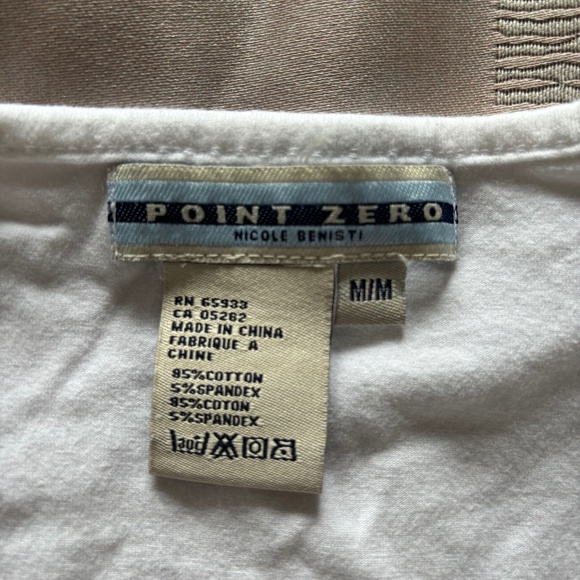 POINT ZERO
NICOLE BENISTI
M/M
RN 65933
CA 05262
MADE IN CHINA
FABRIQUE A
CHINE
95%COTTON
5%SPANDEX
95%COTON
5%SPANDEX